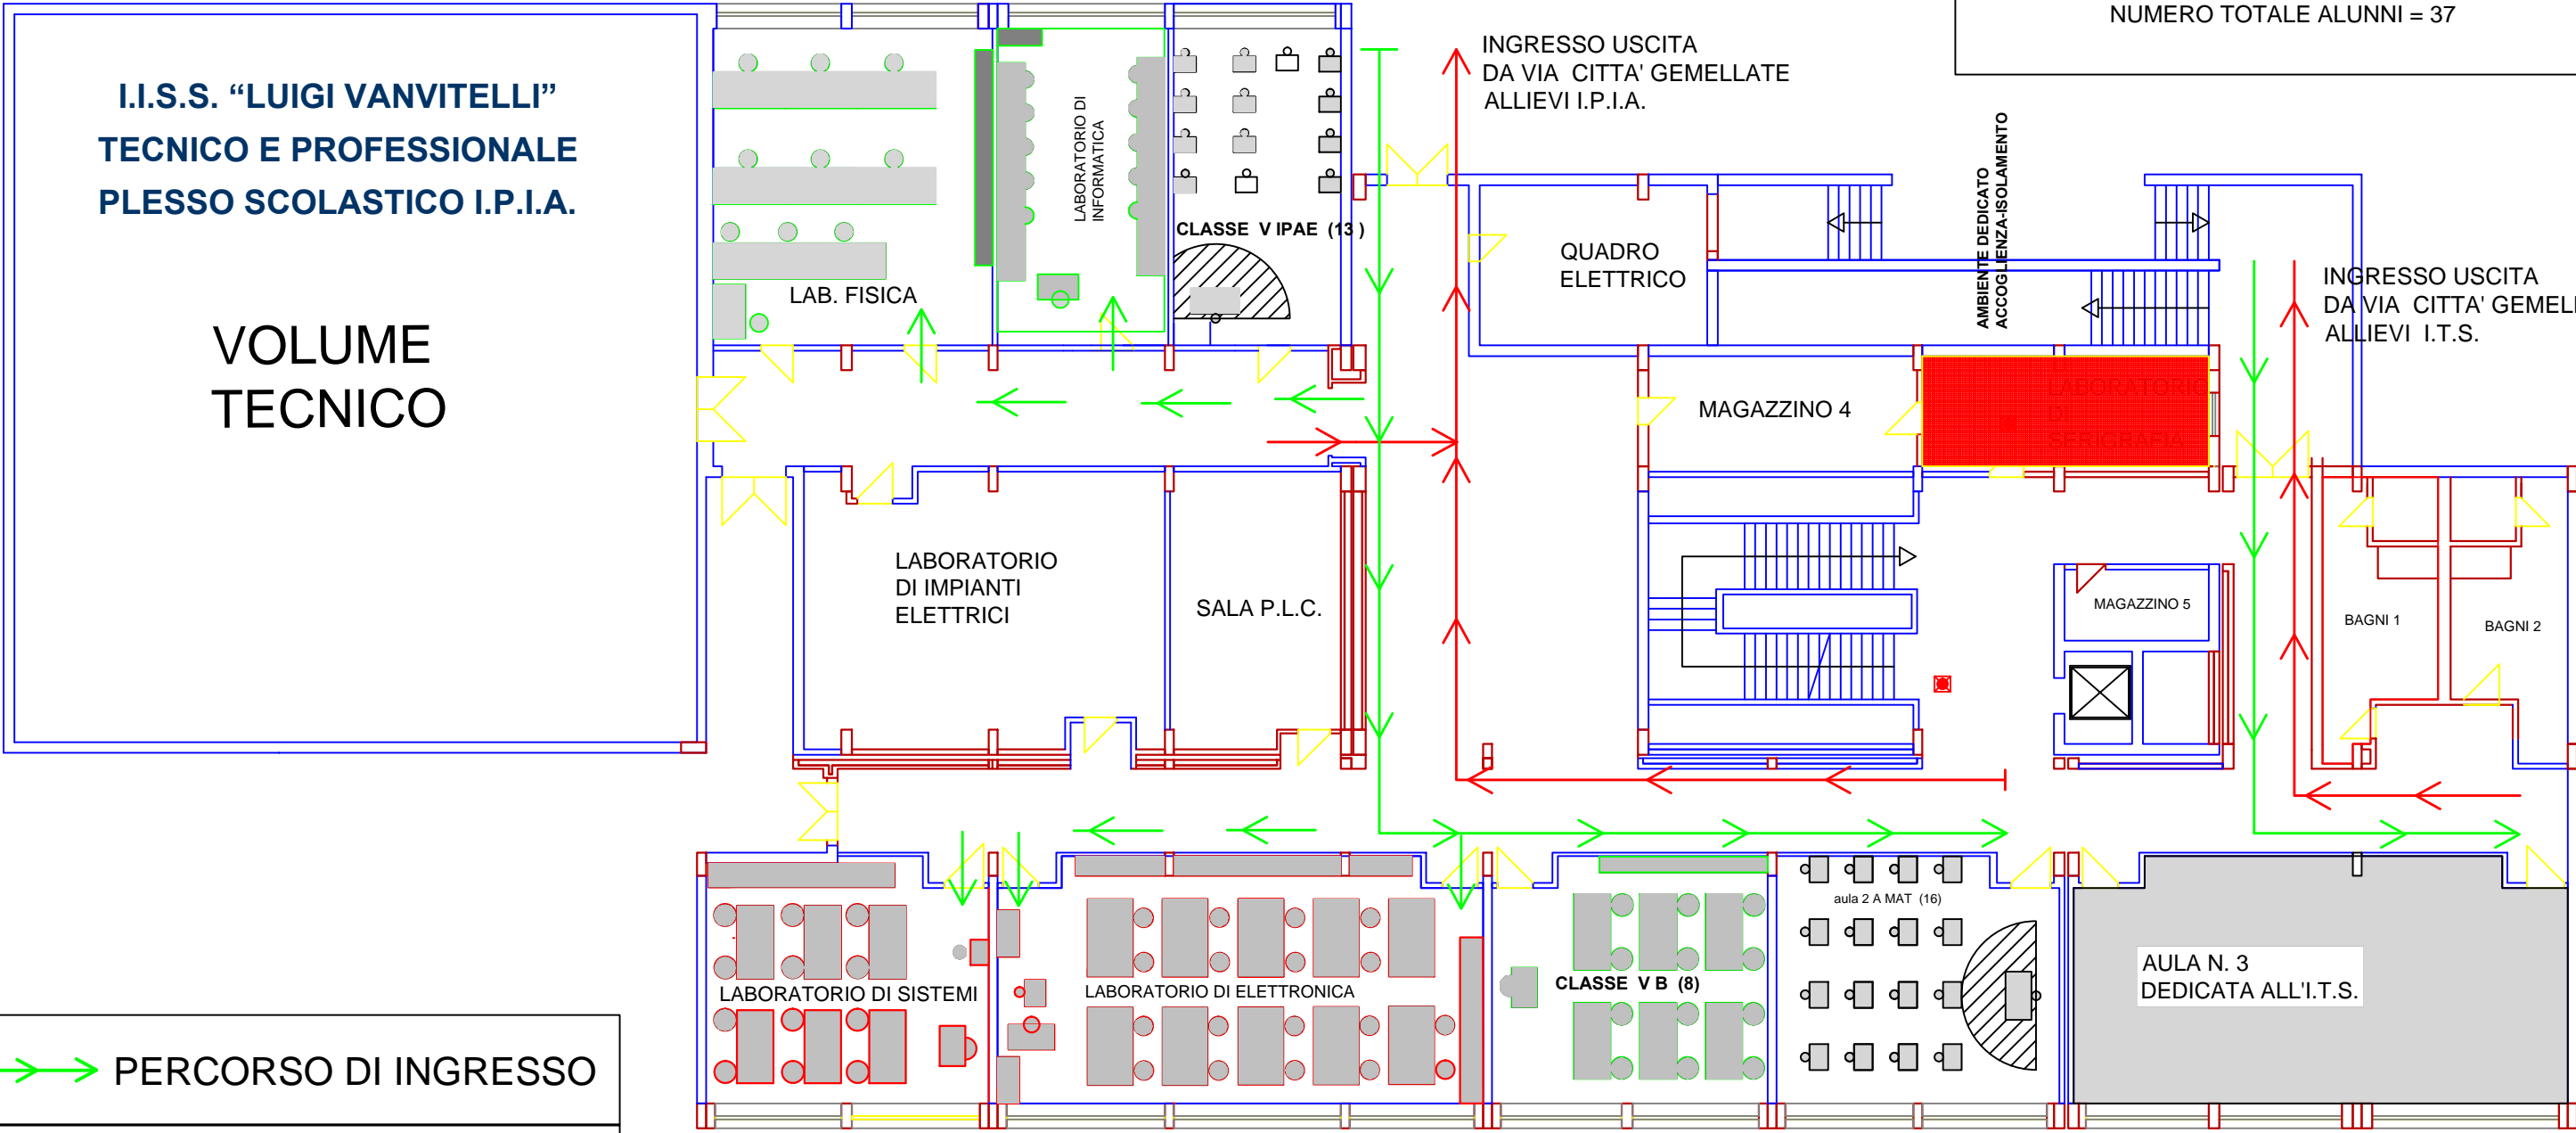 NUMERO TOTALE ALUNNI = 37
I.I.S.S. “LUIGI VANVITELLI”
TECNICO E PROFESSIONALE
PLESSO SCOLASTICO I.P.I.A.
VOLUME
TECNICO
LAB. FISICA
LABORATORIO DI
INFORMATICA
CLASSE V IPAE (13 )
INGRESSO USCITA
DA VIA CITTA' GEMELLATE
ALLIEVI I.P.I.A.
QUADRO
ELETTRICO
AMBIENTE DEDICATO
ACCOGLIENZA-ISOLAMENTO
INGRESSO USCITA
DA VIA CITTA' GEMELL
ALLIEVI I.T.S.
MAGAZZINO 4
LABORATORIO
DI
SERIGRAFIA
LABORATORIO
DI IMPIANTI
ELETTRICI
SALA P.L.C.
MAGAZZINO 5
BAGNI 1
BAGNI 2
LABORATORIO DI SISTEMI
LABORATORIO DI ELETTRONICA
CLASSE V B (8)
aula 2 A MAT (16)
AULA N. 3
DEDICATA ALL'I.T.S.
PERCORSO DI INGRESSO